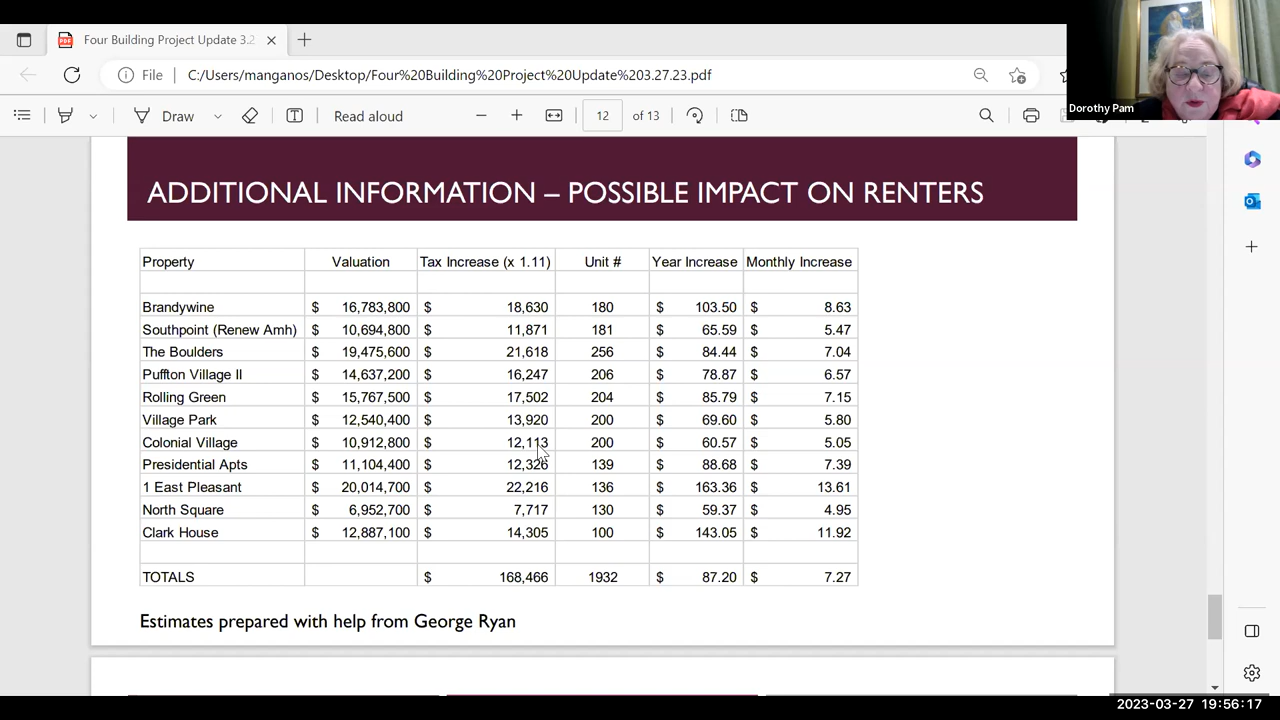 Four Building Project Update 3.2
File C:/Users/manganos/Desktop/Four%20Building%20Project%20Update%203.27.23.pdf
Dorothy Pam
Draw Read aloud 12 of 13
ADDITIONAL INFORMATION – POSSIBLE IMPACT ON RENTERS
Property Valuation Tax Increase (x 1.11) Unit # Year Increase Monthly Increase
Brandywine $ 16,783,800 $ 18,630 180 $ 103.50 $ 8.63
Southpoint (Renew Amh) $ 10,694,800 $ 11,871 181 $ 65.59 $ 5.47
The Boulders $ 19,475,600 $ 21,618 256 $ 84.44 $ 7.04
Puffton Village II $ 14,637,200 $ 16,247 206 $ 78.87 $ 6.57
Rolling Green $ 15,767,500 $ 17,502 204 $ 85.79 $ 7.15
Village Park $ 12,540,400 $ 13,920 200 $ 69.60 $ 5.80
Colonial Village $ 10,912,800 $ 12,113 200 $ 60.57 $ 5.05
Presidential Apts $ 11,104,400 $ 12,326 139 $ 88.68 $ 7.39
1 East Pleasant $ 20,014,700 $ 22,216 136 $ 163.36 $ 13.61
North Square $ 6,952,700 $ 7,717 130 $ 59.37 $ 4.95
Clark House $ 12,887,100 $ 14,305 100 $ 143.05 $ 11.92
TOTALS $ 168,466 1932 $ 87.20 $ 7.27
Estimates prepared with help from George Ryan
2023-03-27 19:56:17